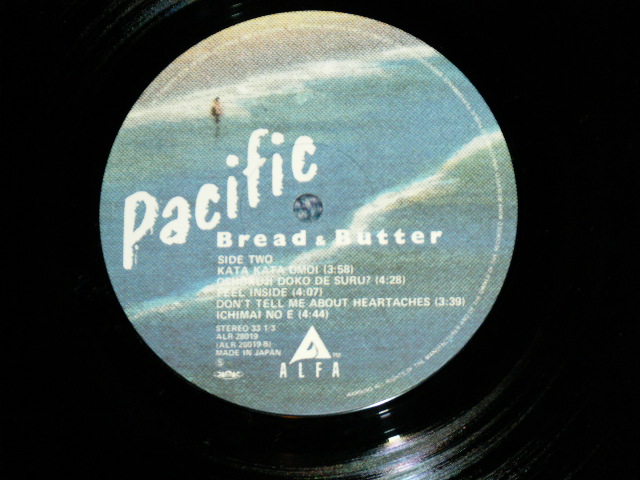 Pacific
Bread & Butter
SIDE TWO
KATA KATA OMOI (3:58)
OSHOKUJI DOKO DE SURU? (4:28)
FEEL INSIDE (4:07)
DON'T TELL ME ABOUT HEARTACHES (3:39)
ICHIMAI NO E (4:44)
STEREO 33 1/3
ALR 28019
(ALR 28019-B)
MADE IN JAPAN
ALFA